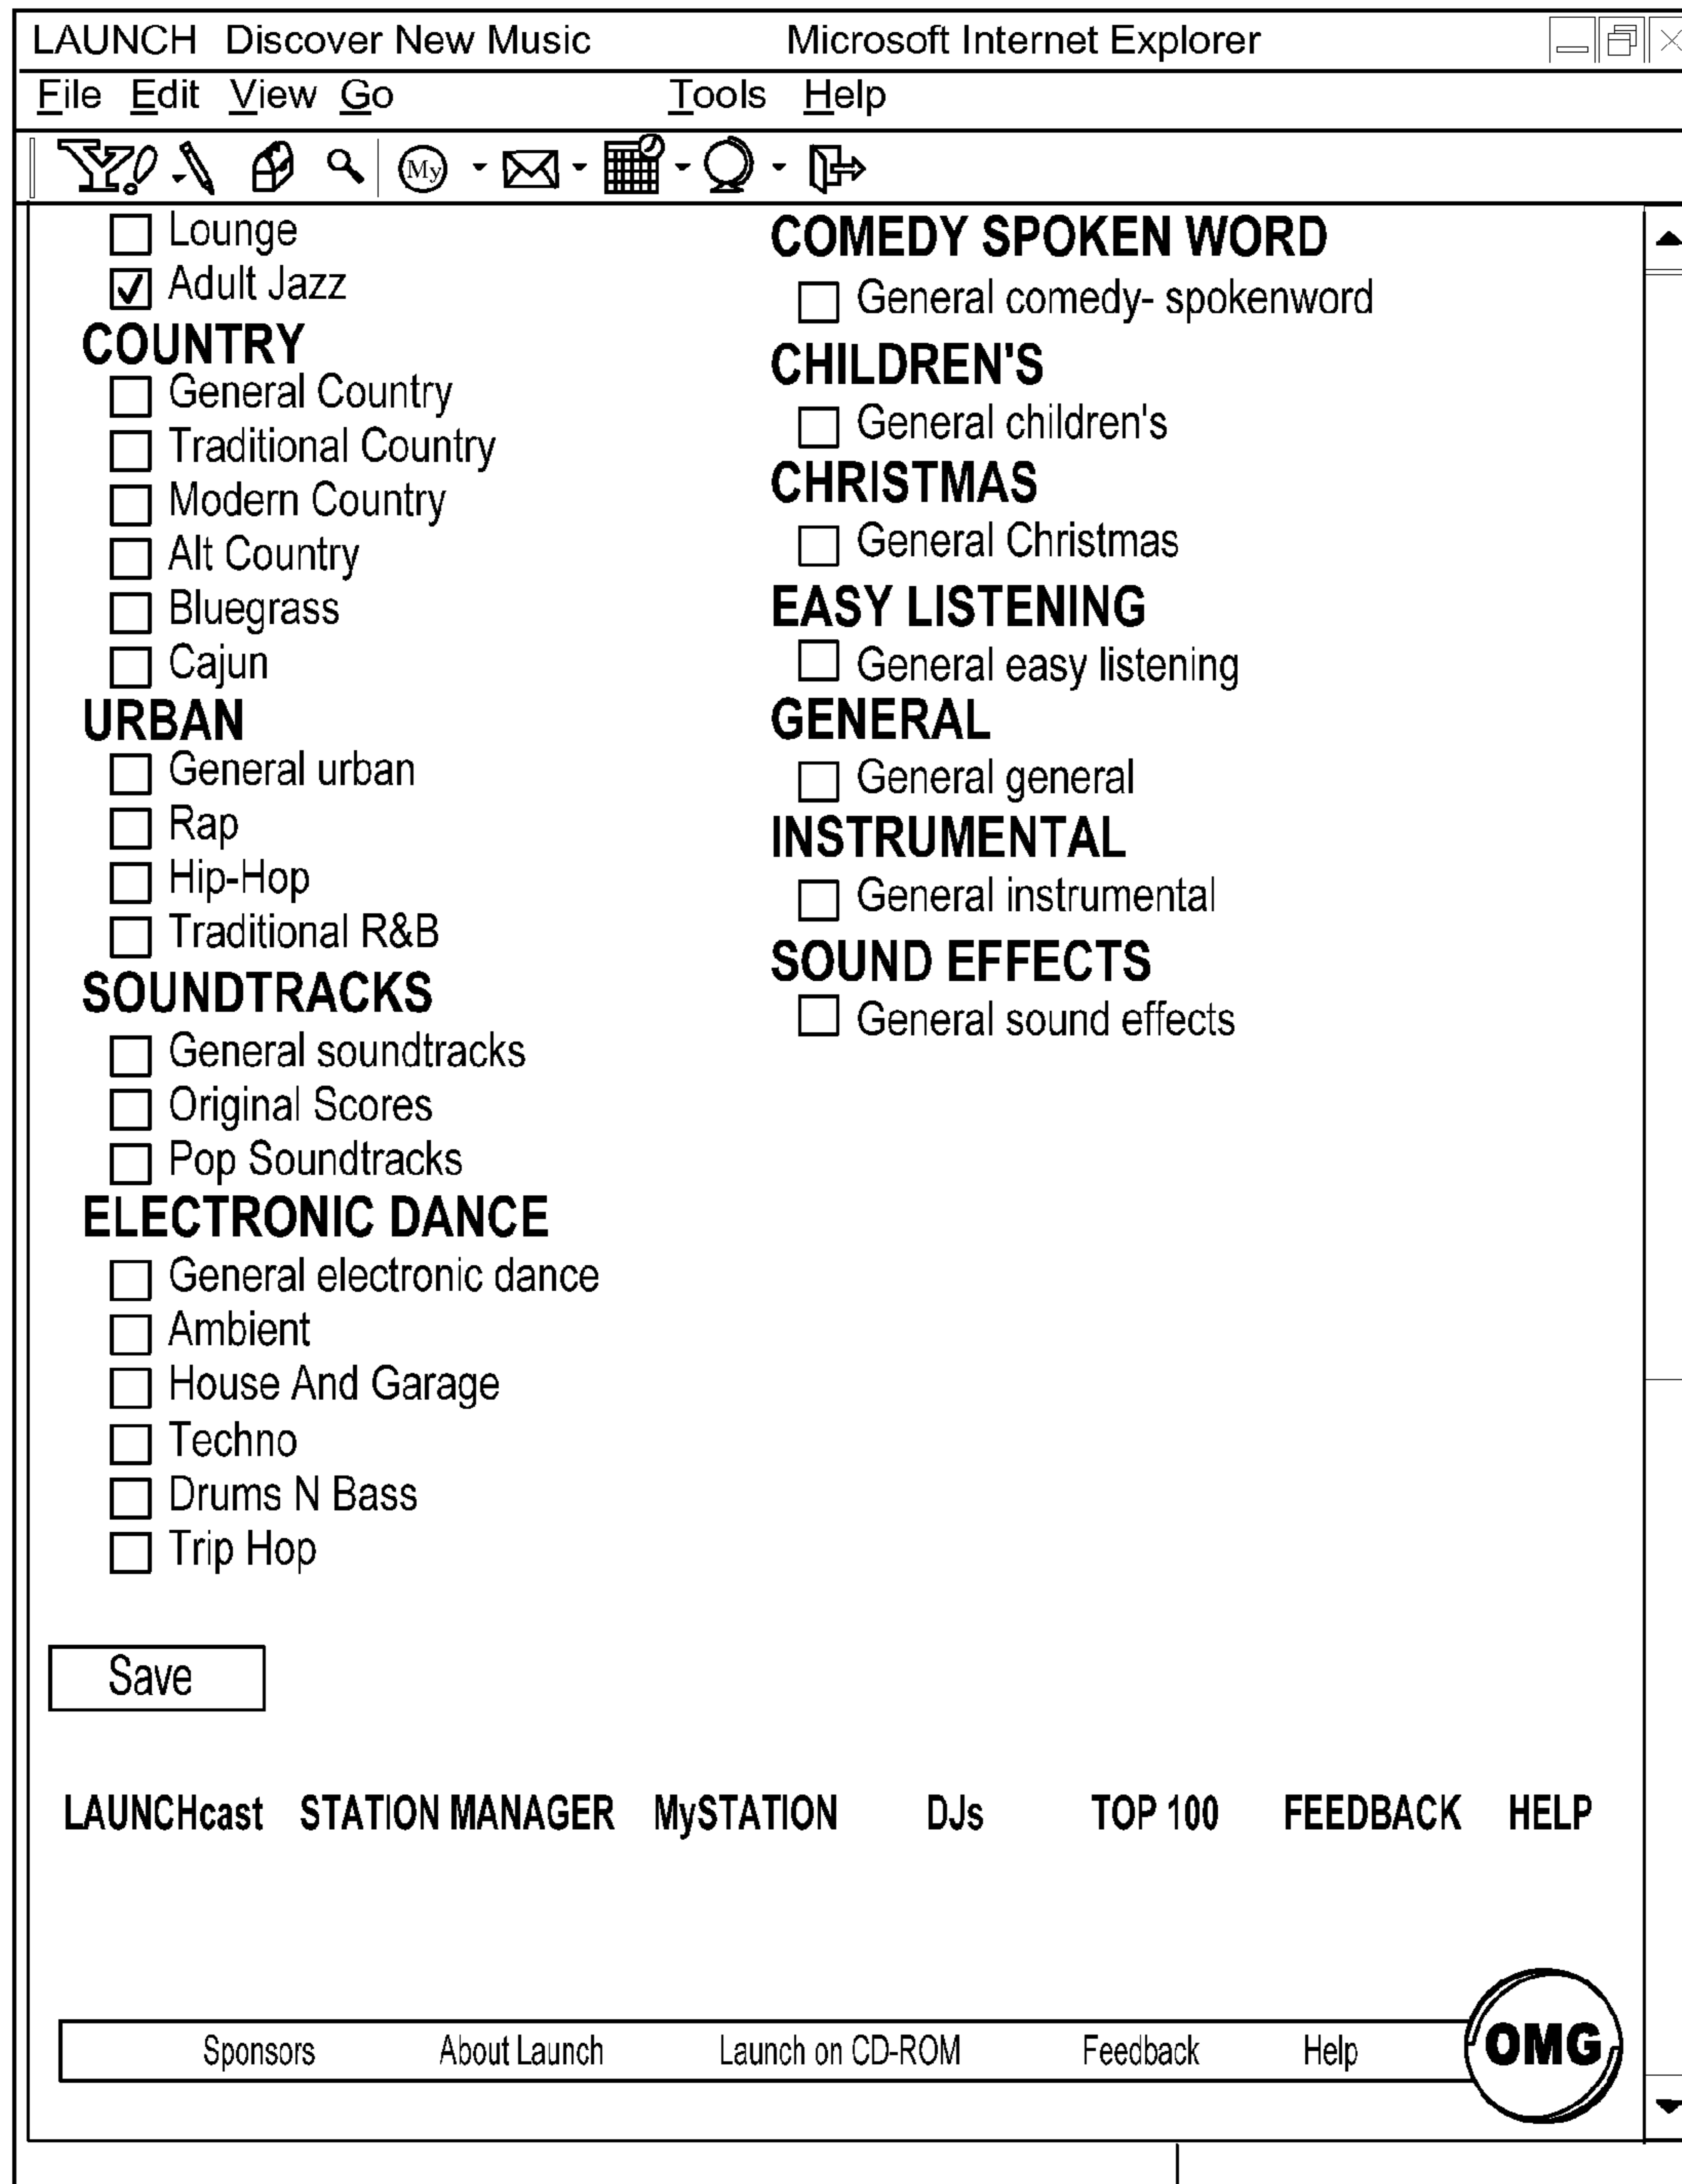 LAUNCH Discover New Music Microsoft Internet Explorer
File Edit View Go Tools Help
Y! My
Lounge
Adult Jazz
COUNTRY
General Country
Traditional Country
Modern Country
Alt Country
Bluegrass
Cajun
URBAN
General urban
Rap
Hip-Hop
Traditional R&B
SOUNDTRACKS
General soundtracks
Original Scores
Pop Soundtracks
ELECTRONIC DANCE
General electronic dance
Ambient
House And Garage
Techno
Drums N Bass
Trip Hop
COMEDY SPOKEN WORD
General comedy- spokenword
CHILDREN'S
General children's
CHRISTMAS
General Christmas
EASY LISTENING
General easy listening
GENERAL
General general
INSTRUMENTAL
General instrumental
SOUND EFFECTS
General sound effects
Save
LAUNCHcast STATION MANAGER MySTATION DJs TOP 100 FEEDBACK HELP
Sponsors About Launch Launch on CD-ROM Feedback Help OMG